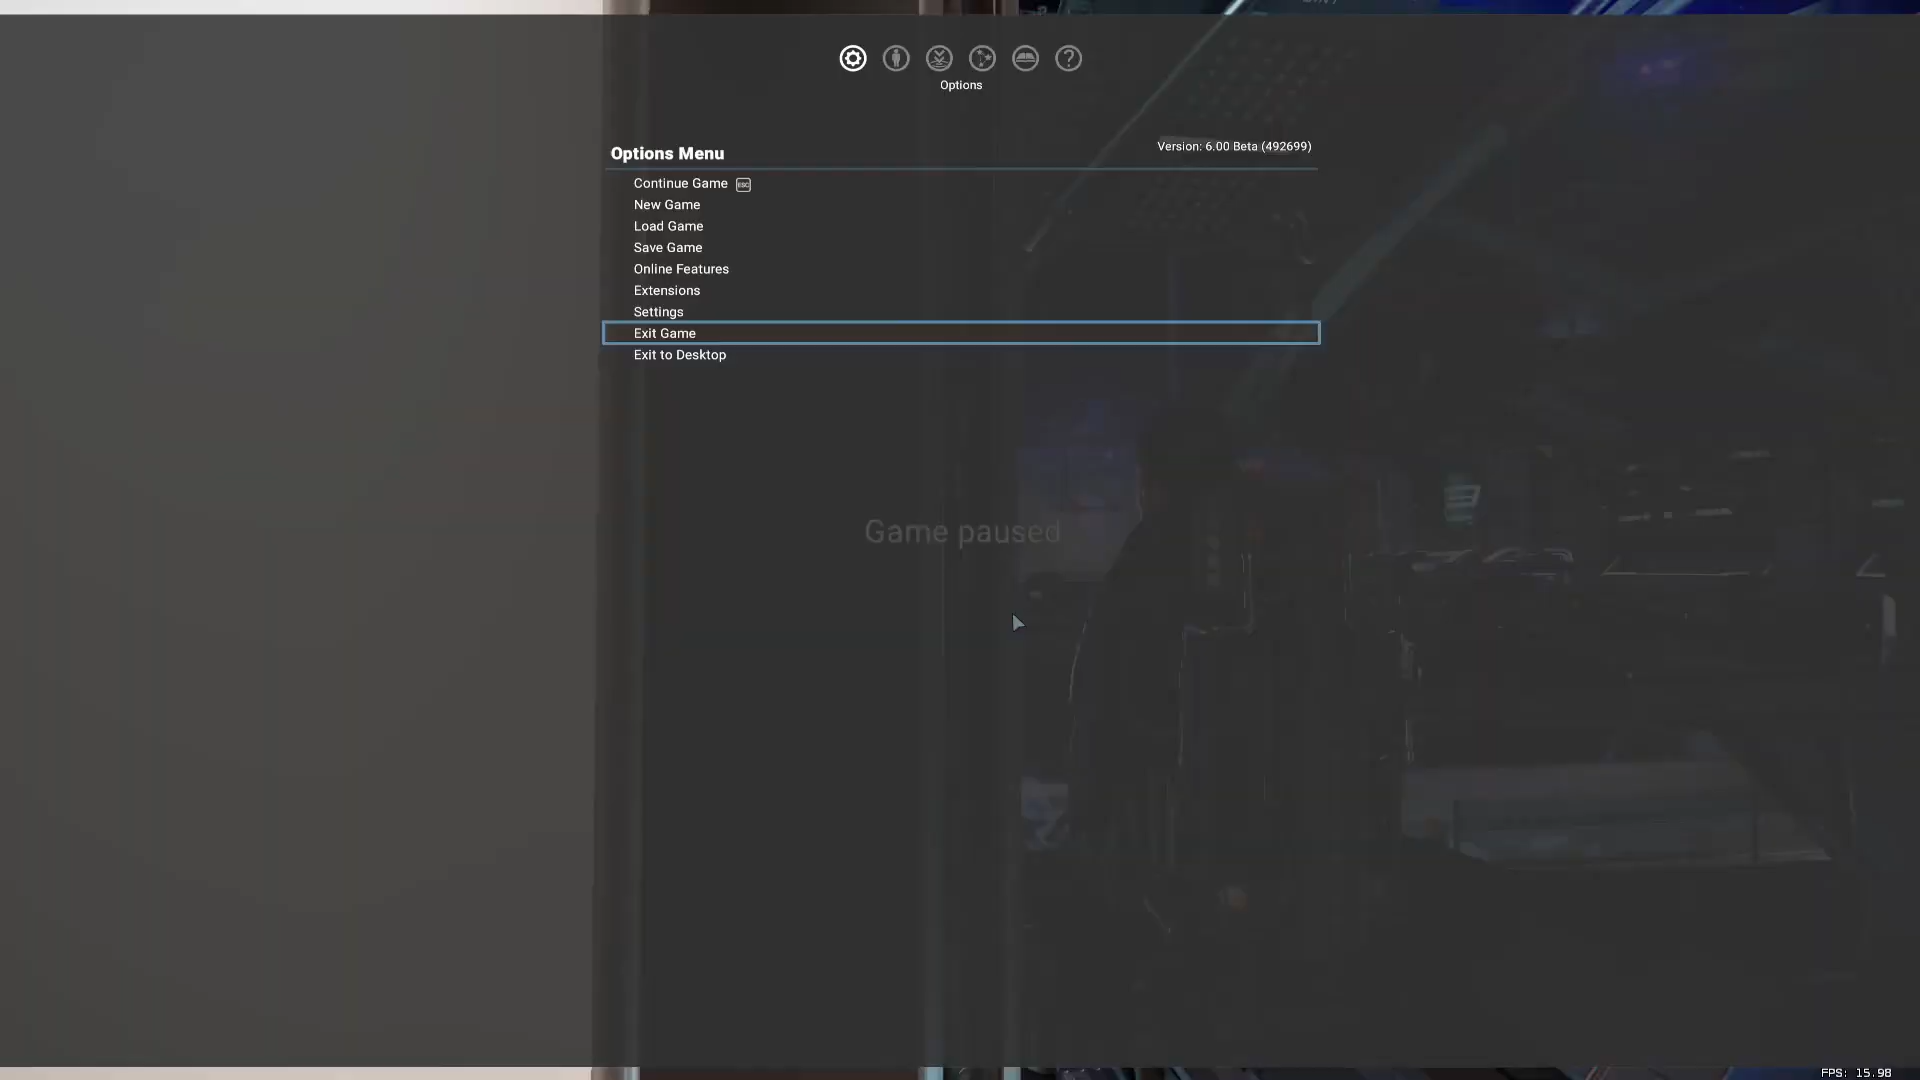 Options
Options Menu
Version: 6.00 Beta (492699)
Continue Game ESC
New Game
Load Game
Save Game
Online Features
Extensions
Settings
Exit Game
Exit to Desktop
Game paused
FPS: 15.98